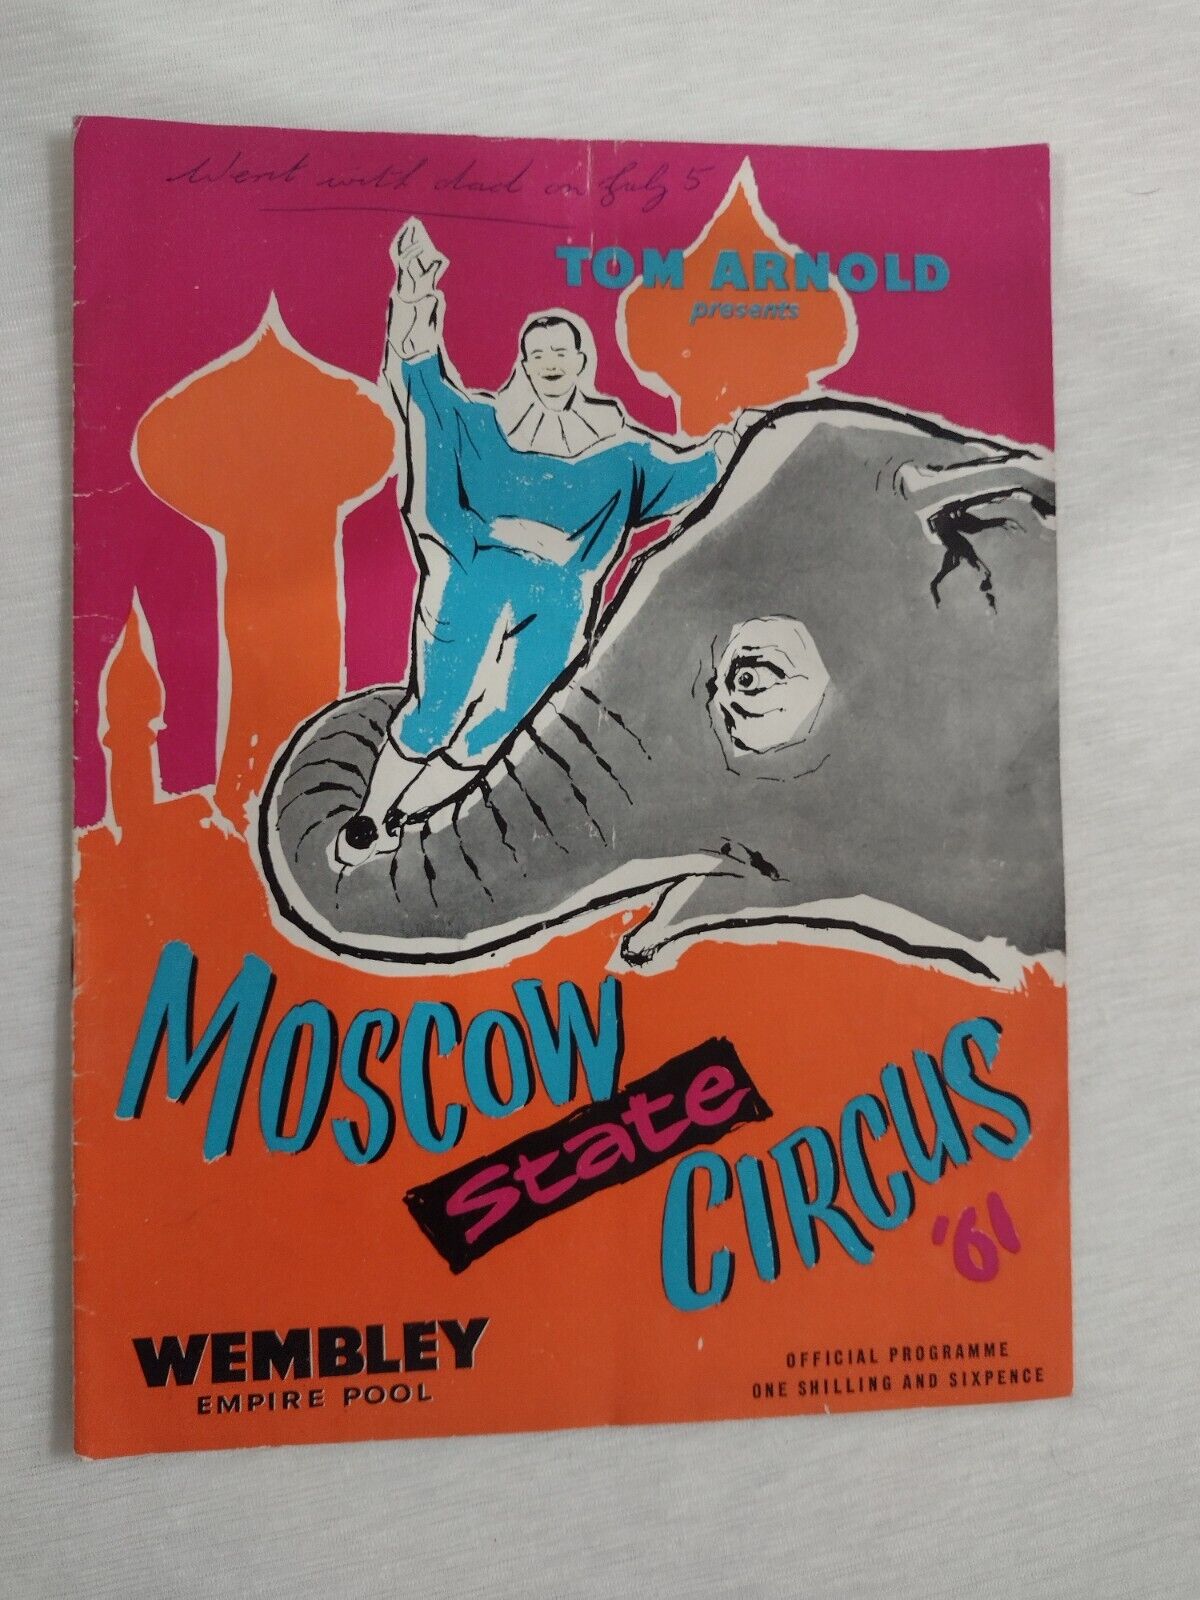 Went with dad on July 5
TOM ARNOLD
presents
MOSCOW
State
CIRCUS
'61
WEMBLEY
EMPIRE POOL
OFFICIAL PROGRAMME
ONE SHILLING AND SIXPENCE